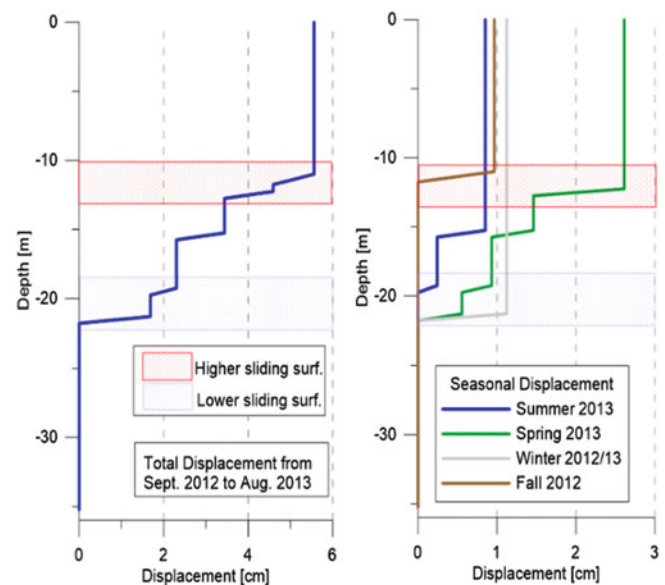 0
-10
-20
-30
Depth [m]
Higher sliding surf.
Lower sliding surf.
Total Displacement from
Sept. 2012 to Aug. 2013
0 2 4 6
Displacement [cm]
0
-10
-20
-30
Depth [m]
Seasonal Displacement
Summer 2013
Spring 2013
Winter 2012/13
Fall 2012
0 1 2 3
Displacement [cm]